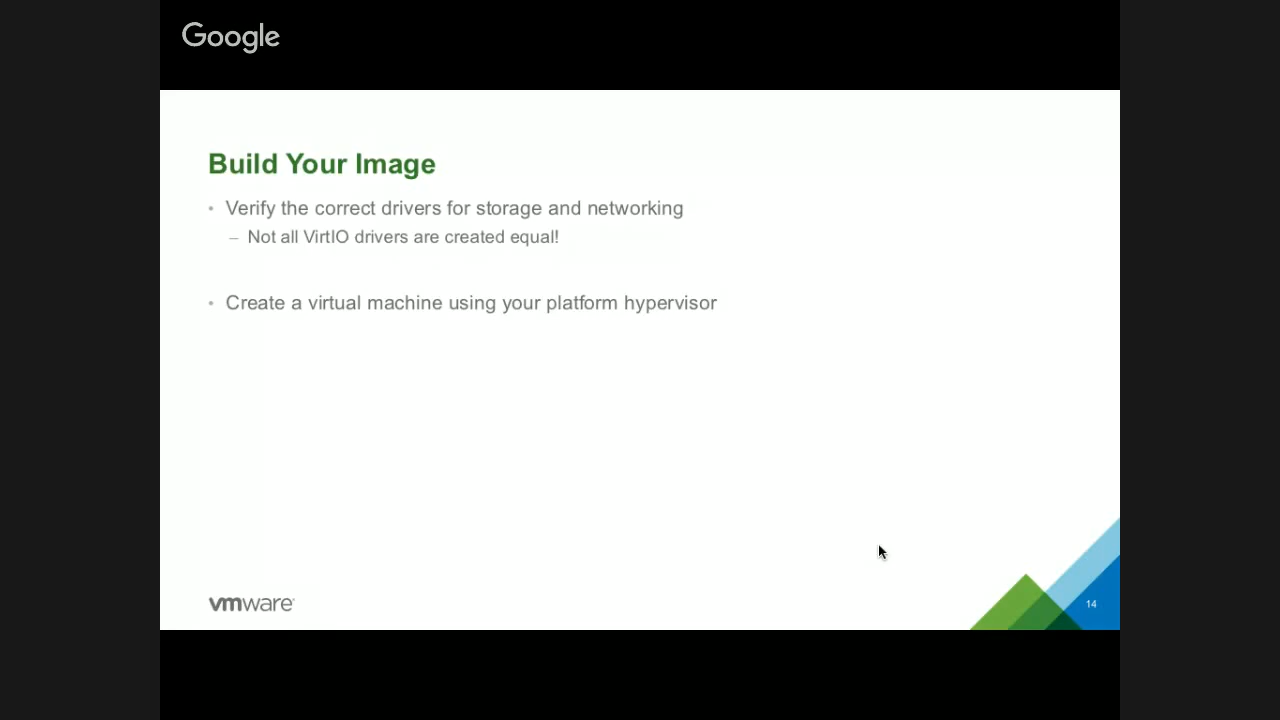 Google
Build Your Image
• Verify the correct drivers for storage and networking
– Not all VirtIO drivers are created equal!
• Create a virtual machine using your platform hypervisor
vmware
14